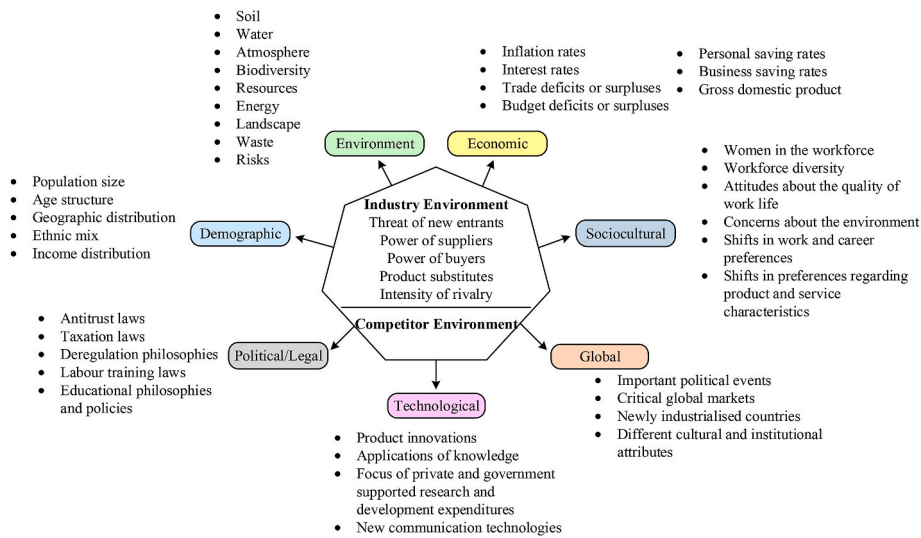 • Soil
• Water
• Atmosphere
• Biodiversity
• Resources
• Energy
• Landscape
• Waste
• Risks
• Inflation rates
• Interest rates
• Trade deficits or surpluses
• Budget deficits or surpluses
• Personal saving rates
• Business saving rates
• Gross domestic product
Environment
Economic
• Population size
• Age structure
• Geographic distribution
• Ethnic mix
• Income distribution
Demographic
Industry Environment
Threat of new entrants
Power of suppliers
Power of buyers
Product substitutes
Intensity of rivalry
Competitor Environment
Sociocultural
• Women in the workforce
• Workforce diversity
• Attitudes about the quality of
work life
• Concerns about the environment
• Shifts in work and career
preferences
• Shifts in preferences regarding
product and service
characteristics
• Antitrust laws
• Taxation laws
• Deregulation philosophies
• Labour training laws
• Educational philosophies
and policies
Political/Legal
Global
• Important political events
• Critical global markets
• Newly industrialised countries
• Different cultural and institutional
attributes
Technological
• Product innovations
• Applications of knowledge
• Focus of private and government
supported research and
development expenditures
• New communication technologies